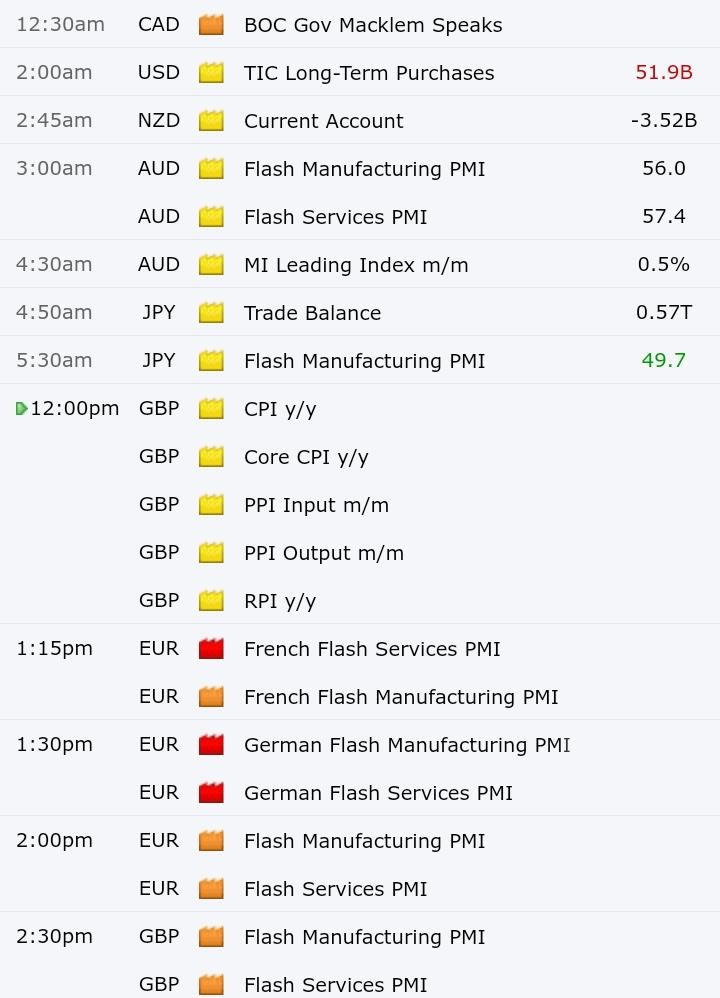 12:30am CAD BOC Gov Macklem Speaks
2:00am USD TIC Long-Term Purchases 51.9B
2:45am NZD Current Account -3.52B
3:00am AUD Flash Manufacturing PMI 56.0
AUD Flash Services PMI 57.4
4:30am AUD MI Leading Index m/m 0.5%
4:50am JPY Trade Balance 0.57T
5:30am JPY Flash Manufacturing PMI 49.7
12:00pm GBP CPI y/y
GBP Core CPI y/y
GBP PPI Input m/m
GBP PPI Output m/m
GBP RPI y/y
1:15pm EUR French Flash Services PMI
EUR French Flash Manufacturing PMI
1:30pm EUR German Flash Manufacturing PMI
EUR German Flash Services PMI
2:00pm EUR Flash Manufacturing PMI
EUR Flash Services PMI
2:30pm GBP Flash Manufacturing PMI
GBP Flash Services PMI